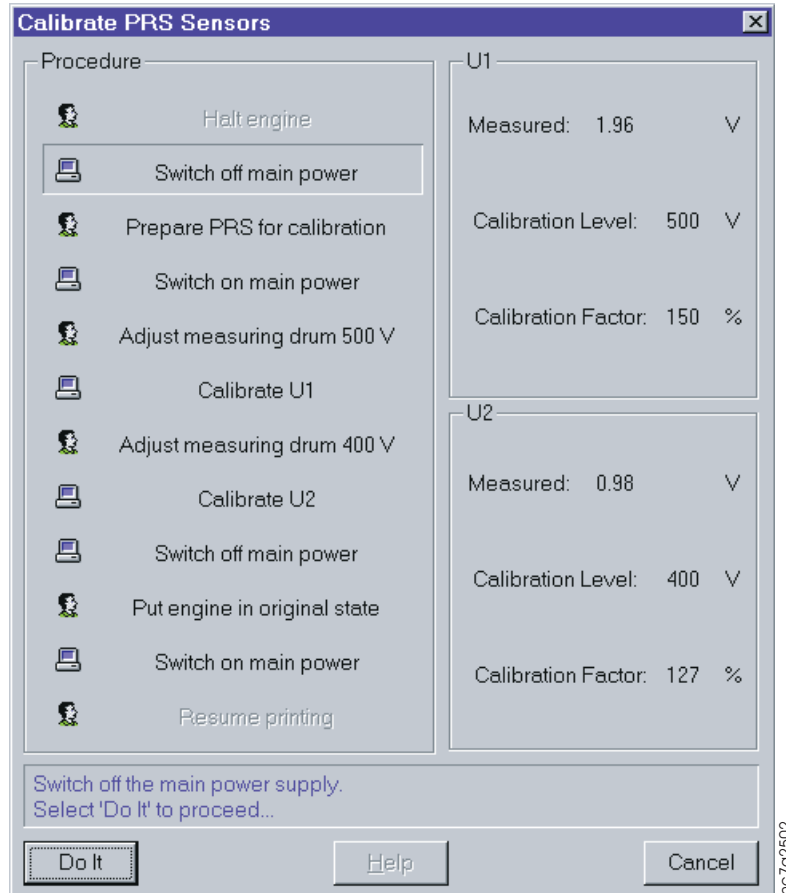 Calibrate PRS Sensors
Procedure
Halt engine
Switch off main power
Prepare PRS for calibration
Switch on main power
Adjust measuring drum 500 V
Calibrate U1
Adjust measuring drum 400 V
Calibrate U2
Switch off main power
Put engine in original state
Switch on main power
Resume printing
U1
Measured: 1.96 V
Calibration Level: 500 V
Calibration Factor: 150 %
U2
Measured: 0.98 V
Calibration Level: 400 V
Calibration Factor: 127 %
Switch off the main power supply.
Select 'Do It' to proceed...
Do It
Help
Cancel